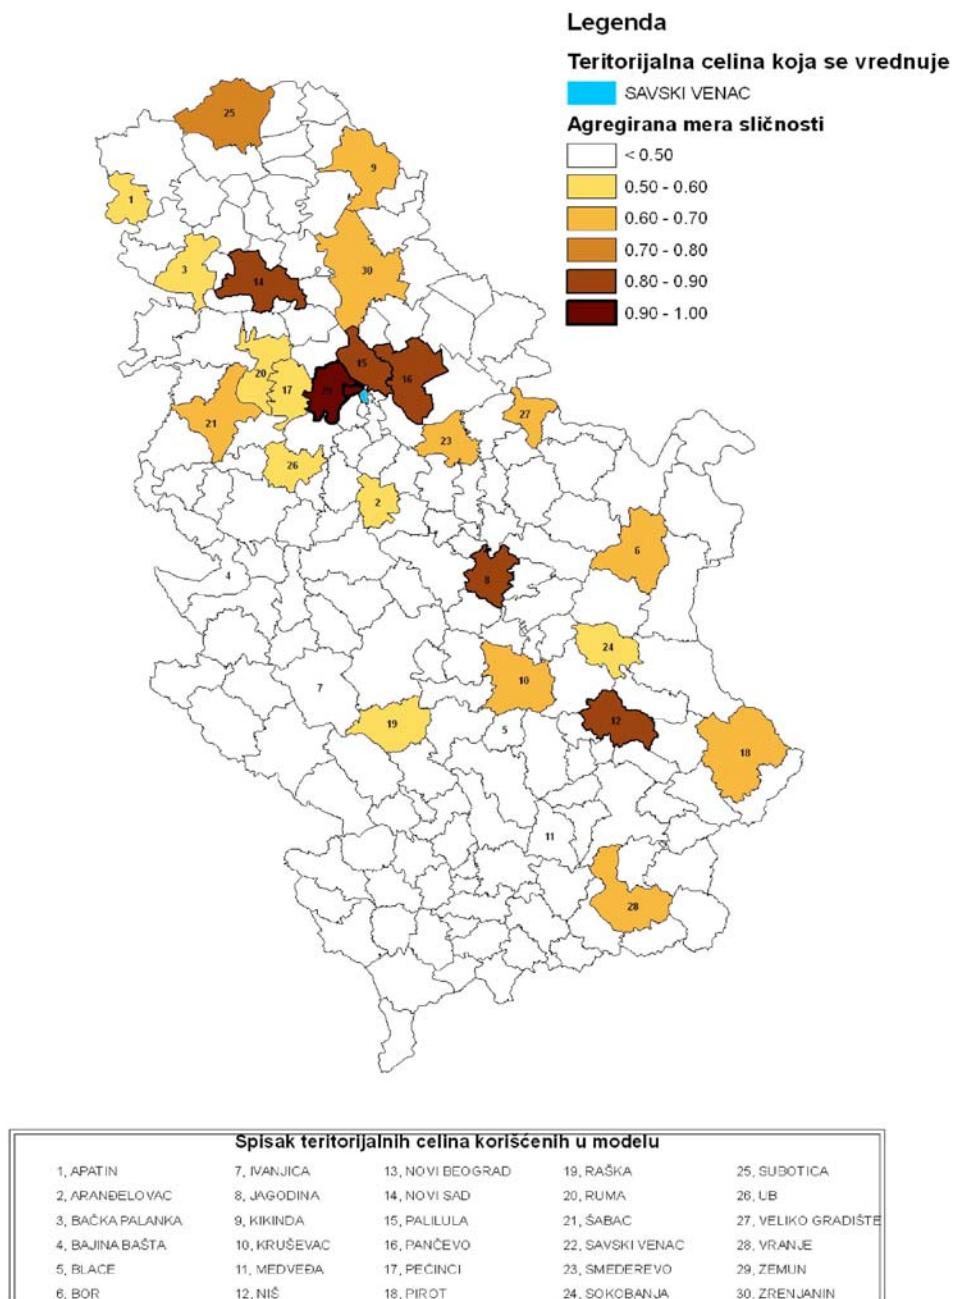 Legenda
Teritorijalna celina koja se vrednuje
SAVSKI VENAC
Agregirana mera sličnosti
< 0.50
0.50 - 0.60
0.60 - 0.70
0.70 - 0.80
0.80 - 0.90
0.90 - 1.00
25
9
1
3
14
30
15
16
20
17
29
21
27
23
26
2
6
4
8
24
7
10
19
5
12
18
11
28
Spisak teritorijalnih celina korišćenih u modelu
1, APATIN 7, IVANJICA 13, NOVI BEOGRAD 19, RAŠKA 25, SUBOTICA
2, ARANĐELOVAC 8, JAGODINA 14, NOVI SAD 20, RUMA 26, UB
3, BAČKA PALANKA 9, KIKINDA 15, PALILULA 21, ŠABAC 27, VELIKO GRADIŠTE
4, BAJINA BAŠTA 10, KRUŠEVAC 16, PANČEVO 22, SAVSKI VENAC 28, VRANJE
5, BLACE 11, MEDVEĐA 17, PEĆINCI 23, SMEDEREVO 29, ZEMUN
6, BOR 12, NIŠ 18, PIROT 24, SOKOBANJA 30, ZRENJANIN